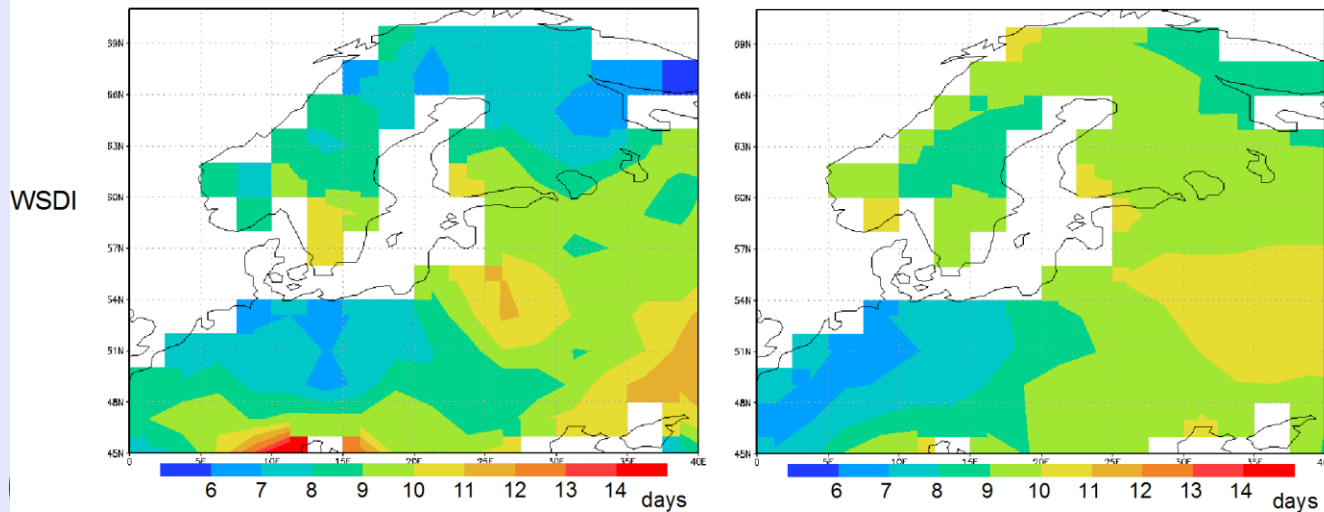 69N 69N
66N 66N
63N 63N
WSDI 60N 60N
57N 57N
54N 54N
51N 51N
48N 48N
45N 45N
0 5E 10E 15E 20E 25E 30E 35E 40E 0 5E 10E 15E 20E 25E 30E 35E
6 7 8 9 10 11 12 13 14 days 6 7 8 9 10 11 12 13 14 days